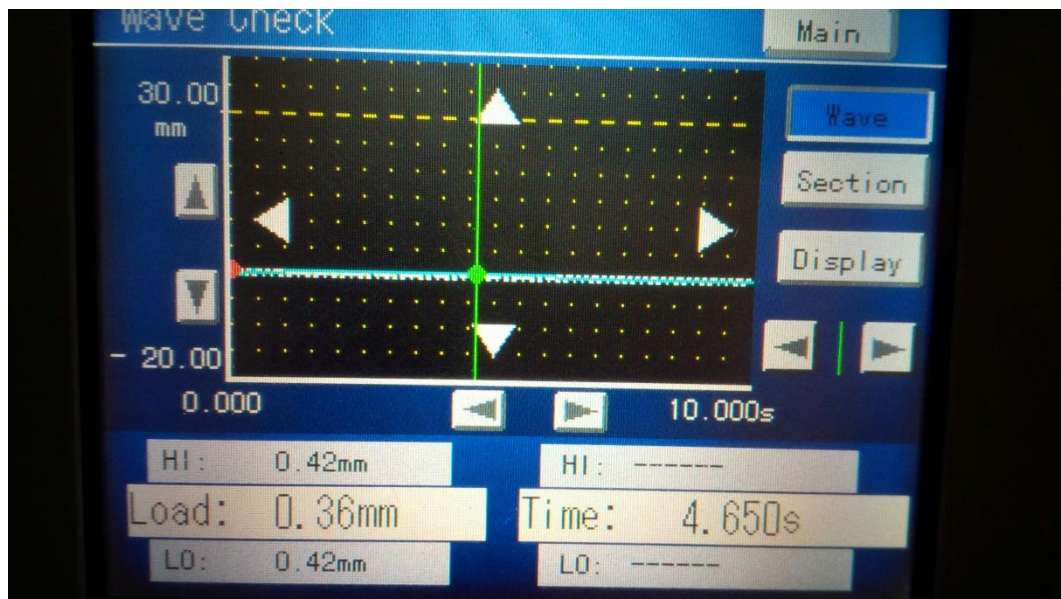 Wave Check
Main
30.00
mm
Wave
Section
Display
- 20.00
0.000
10.000s
HI: 0.42mm
HI: ------
Load: 0.36mm
Time: 4.650s
LO: 0.42mm
LO: ------